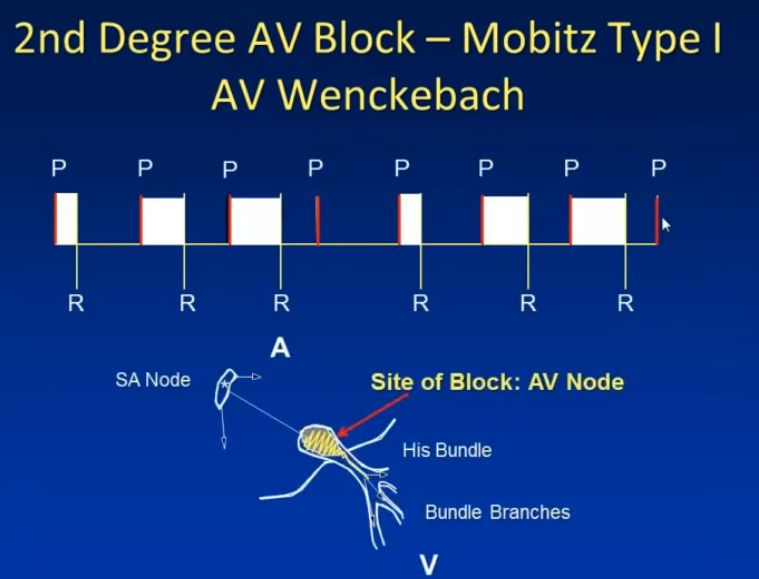 2nd Degree AV Block – Mobitz Type I
AV Wenckebach
P P P P P P P P
R R R R R R
A
SA Node
Site of Block: AV Node
His Bundle
Bundle Branches
V